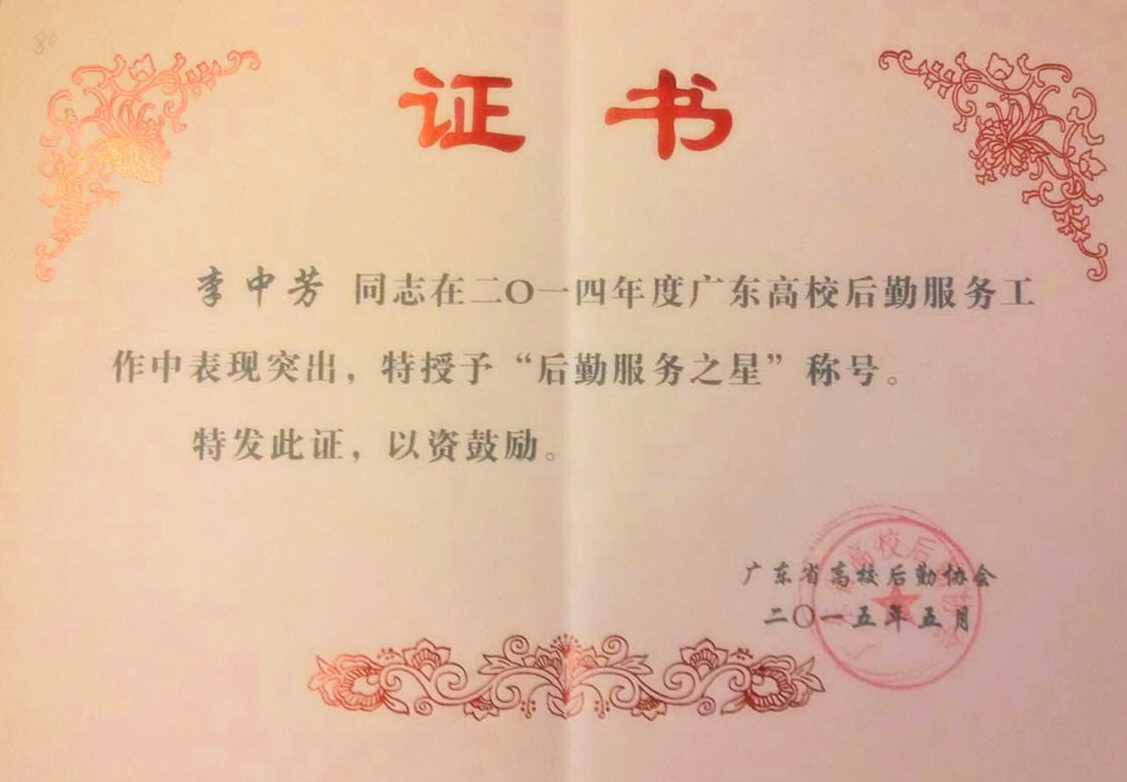 80
证书
李中芳 同志在二〇一四年度广东高校后勤服务工
作中表现突出，特授予“后勤服务之星”称号。
特发此证，以资鼓励。
广东省高校后勤协会
二〇一五年五月